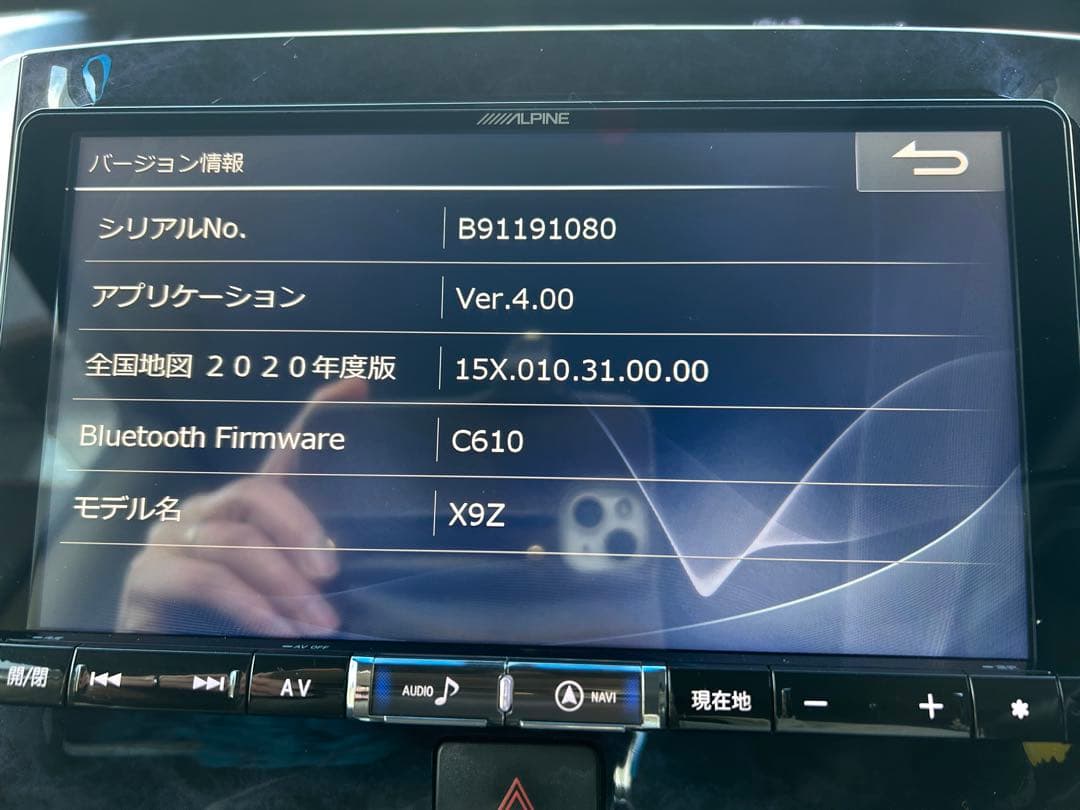 ALPINE
バージョン情報
シリアルNo. B91191080
アプリケーション Ver.4.00
全国地図 ２０２０年度版 15X.010.31.00.00
Bluetooth Firmware C610
モデル名 X9Z
AV OFF
開/閉 AV AUDIO NAVI 現在地 − + ✱